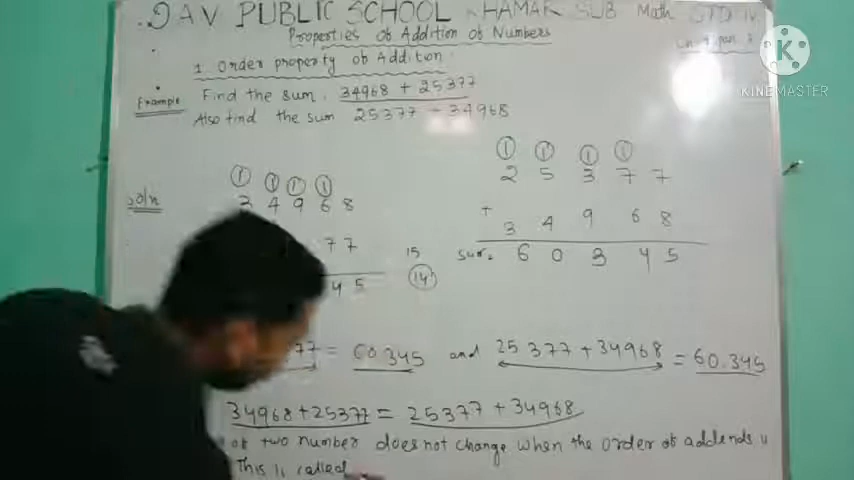 DAV PUBLIC SCHOOL KHAMAR SUB Math STD IV
Properties of Addition of Numbers
1 Order property of Addition
Example Find the sum. 34968 + 25377
Also find the sum 25377 + 34968
KINEMASTER
Soln
1 1 1 1
3 4 9 6 8
7 7
4 5
15
14
1 1 1 1
2 5 3 7 7
+ 3 4 9 6 8
6 0 3 4 5
77 = 60.345 and 25377 + 34968 = 60.345
34968 + 25377 = 25377 + 34968
of two number does not change when the order of addends
This is called